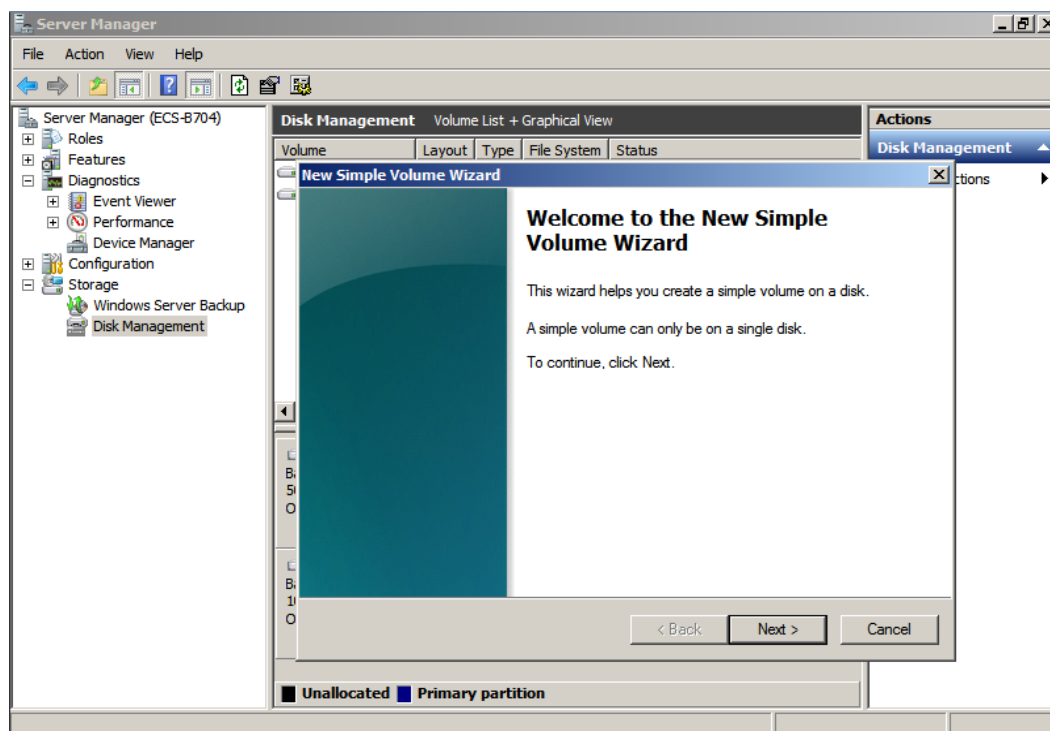 Server Manager
File Action View Help
Server Manager (ECS-B704)
Roles
Features
Diagnostics
Event Viewer
Performance
Device Manager
Configuration
Storage
Windows Server Backup
Disk Management
Disk Management Volume List + Graphical View
Volume Layout Type File System Status
New Simple Volume Wizard
Welcome to the New Simple
Volume Wizard
This wizard helps you create a simple volume on a disk.
A simple volume can only be on a single disk.
To continue, click Next.
< Back Next > Cancel
Unallocated Primary partition
Actions
Disk Management